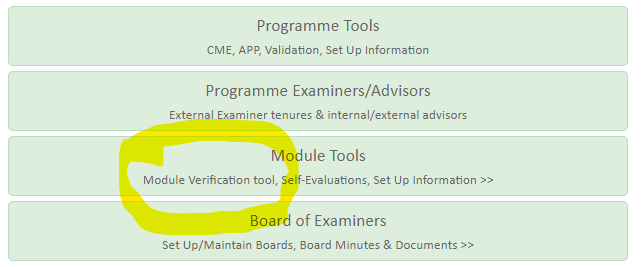 Programme Tools
CME, APP, Validation, Set Up Information
Programme Examiners/Advisors
External Examiner tenures & internal/external advisors
Module Tools
Module Verification tool, Self-Evaluations, Set Up Information >>
Board of Examiners
Set Up/Maintain Boards, Board Minutes & Documents >>